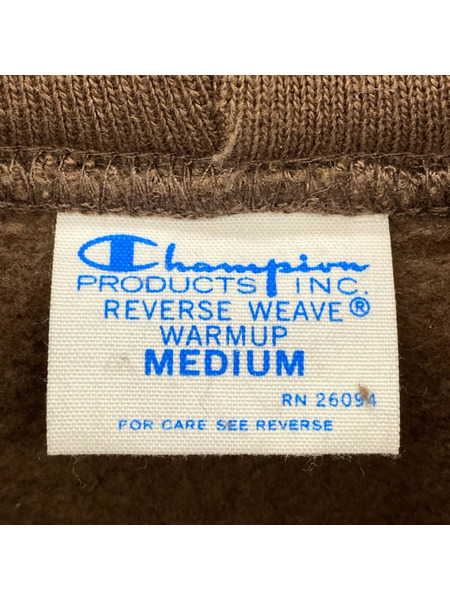 Champion
PRODUCTS INC.
REVERSE WEAVE®
WARMUP
MEDIUM
RN 26094
FOR CARE SEE REVERSE